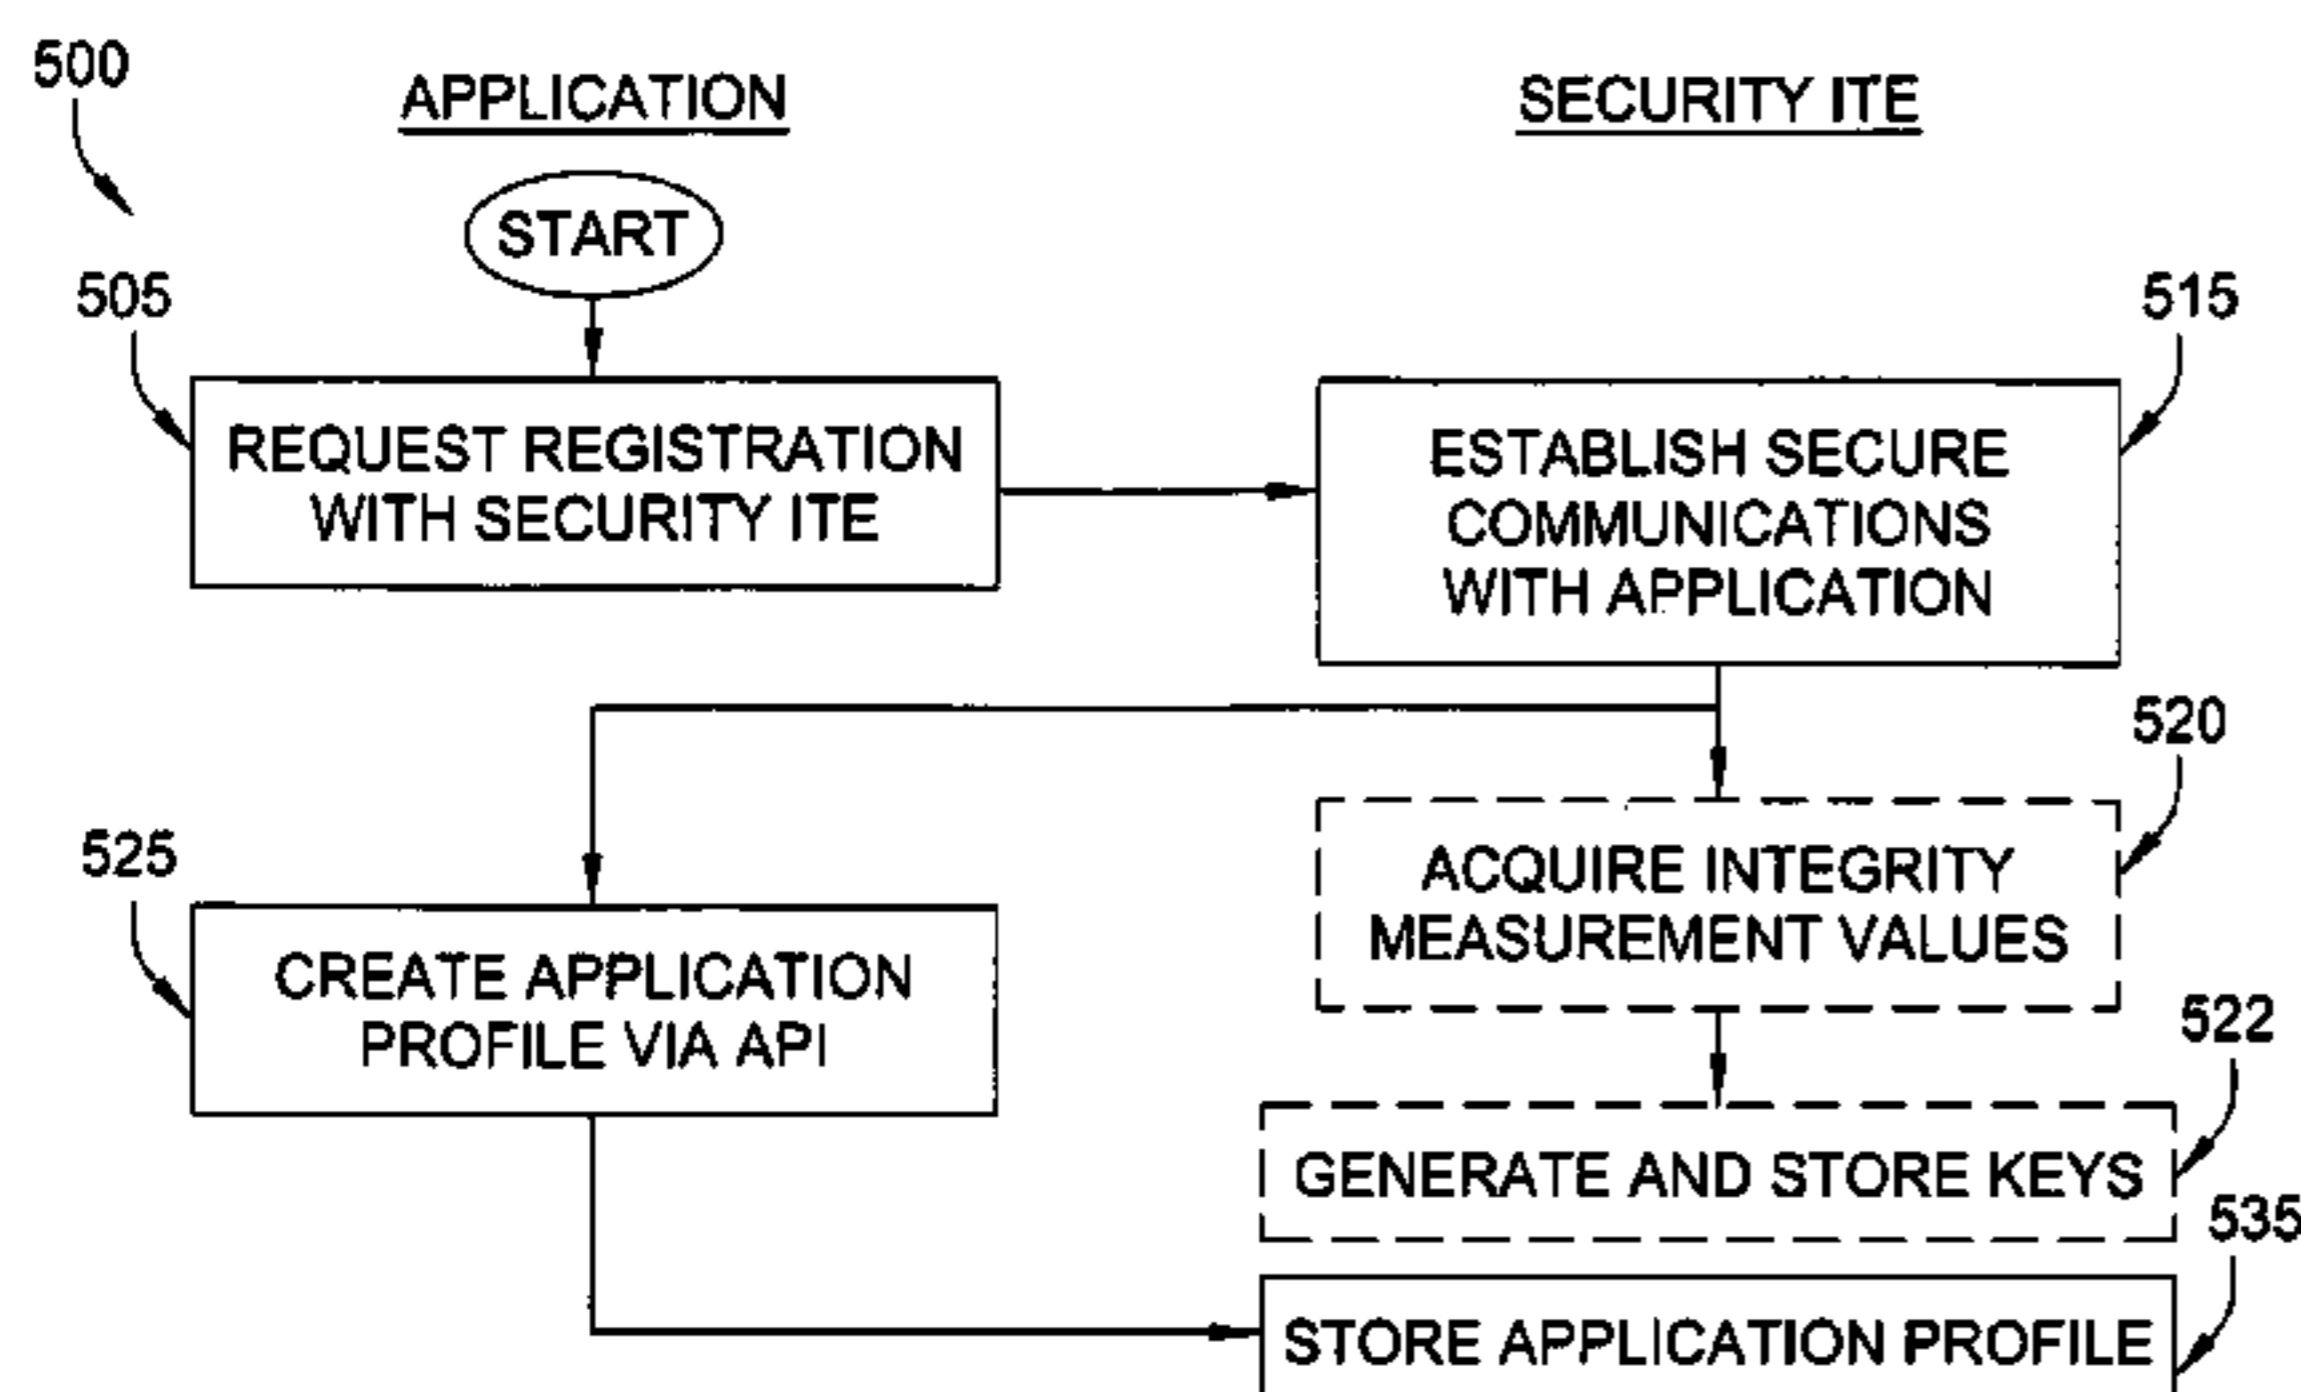 500
APPLICATION
SECURITY ITE
START
505
515
REQUEST REGISTRATION
WITH SECURITY ITE
ESTABLISH SECURE
COMMUNICATIONS
WITH APPLICATION
520
525
ACQUIRE INTEGRITY
MEASUREMENT VALUES
CREATE APPLICATION
PROFILE VIA API
522
GENERATE AND STORE KEYS
535
STORE APPLICATION PROFILE